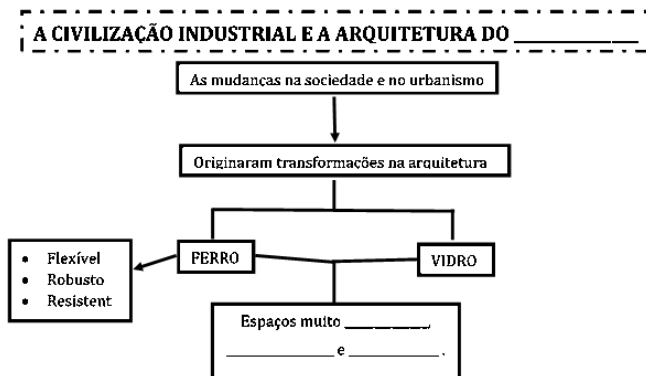 A CIVILIZAÇÃO INDUSTRIAL E A ARQUITETURA DO ____________
As mudanças na sociedade e no urbanismo
Originaram transformações na arquitetura
• Flexível
• Robusto
• Resistent
FERRO
VIDRO
Espaços muito __________,
_____________ e ___________ .